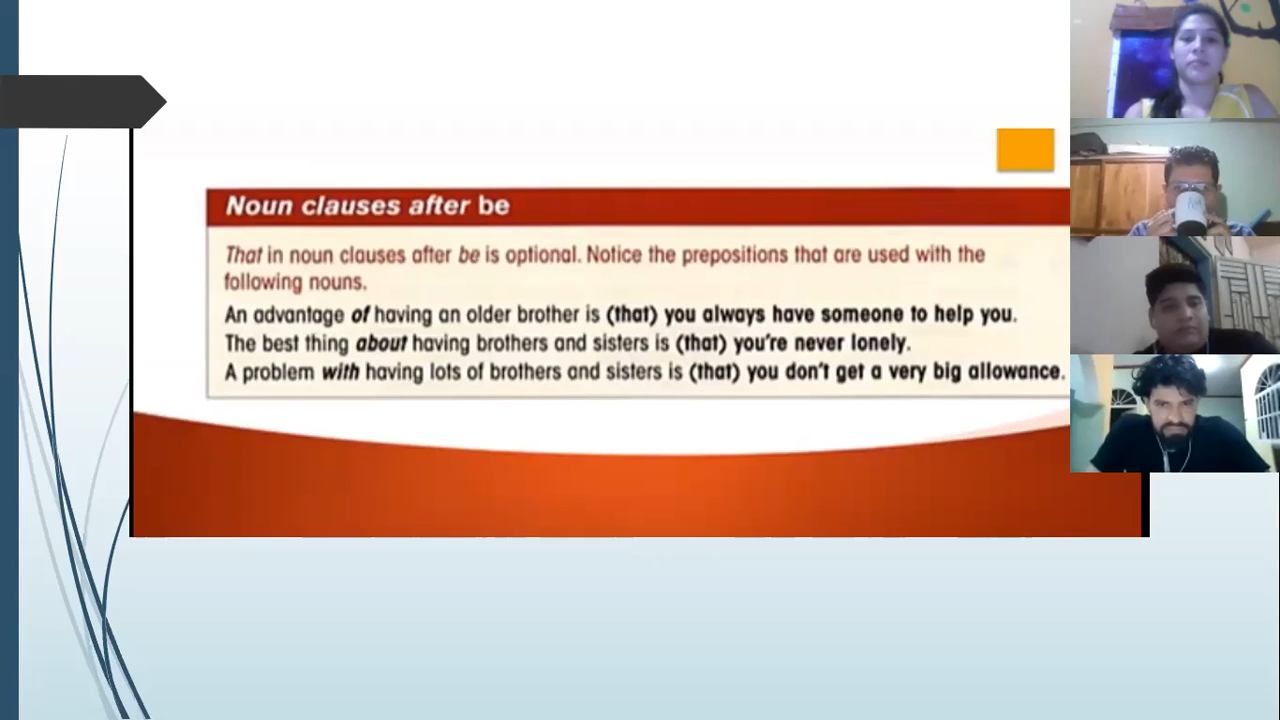 Noun clauses after be
That in noun clauses after be is optional. Notice the prepositions that are used with the
following nouns.
An advantage of having an older brother is (that) you always have someone to help you.
The best thing about having brothers and sisters is (that) you're never lonely.
A problem with having lots of brothers and sisters is (that) you don't get a very big allowance.